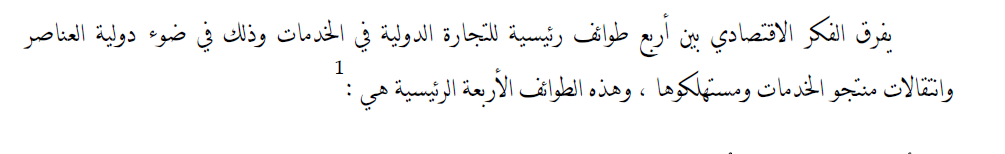 يفرق الفكر الاقتصادي بين أربع طوائف رئيسية للتجارة الدولية في الخدمات وذلك في ضوء دولية العناصر
وانتقالات منتجو الخدمات ومستهلكوها ، وهذه الطوائف الأربعة الرئيسية هي :1